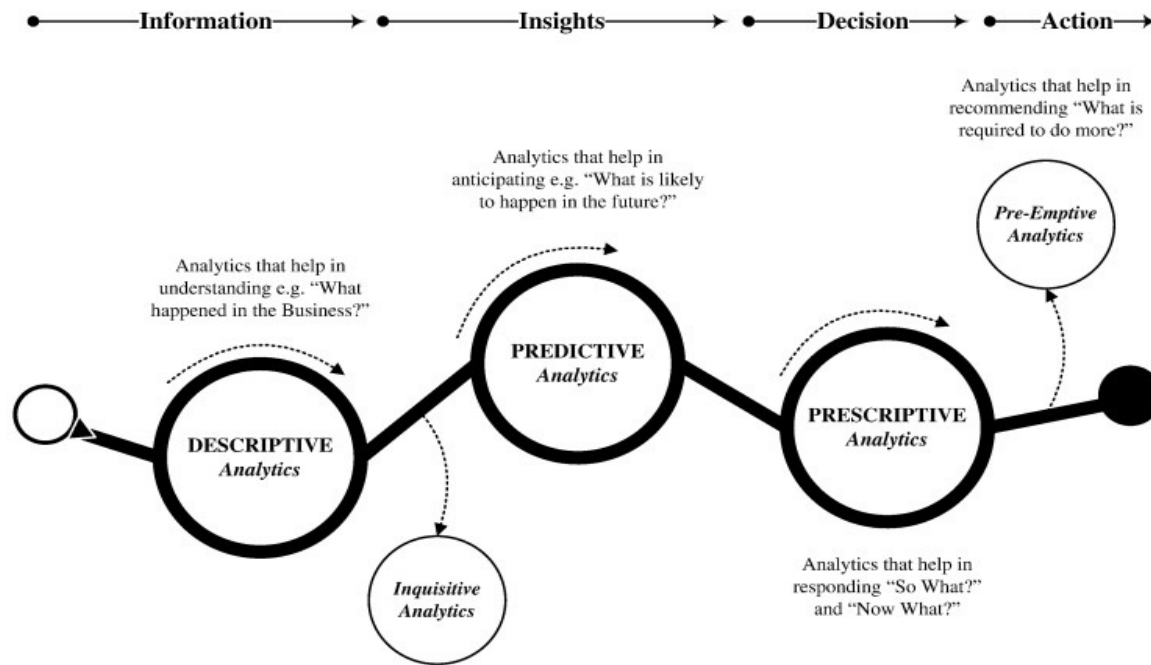 Information
Insights
Decision
Action
Analytics that help in
recommending “What is
required to do more?”
Analytics that help in
anticipating e.g. “What is likely
to happen in the future?”
Pre-Emptive
Analytics
Analytics that help in
understanding e.g. “What
happened in the Business?”
PREDICTIVE
Analytics
DESCRIPTIVE
Analytics
PRESCRIPTIVE
Analytics
Inquisitive
Analytics
Analytics that help in
responding “So What?”
and “Now What?”